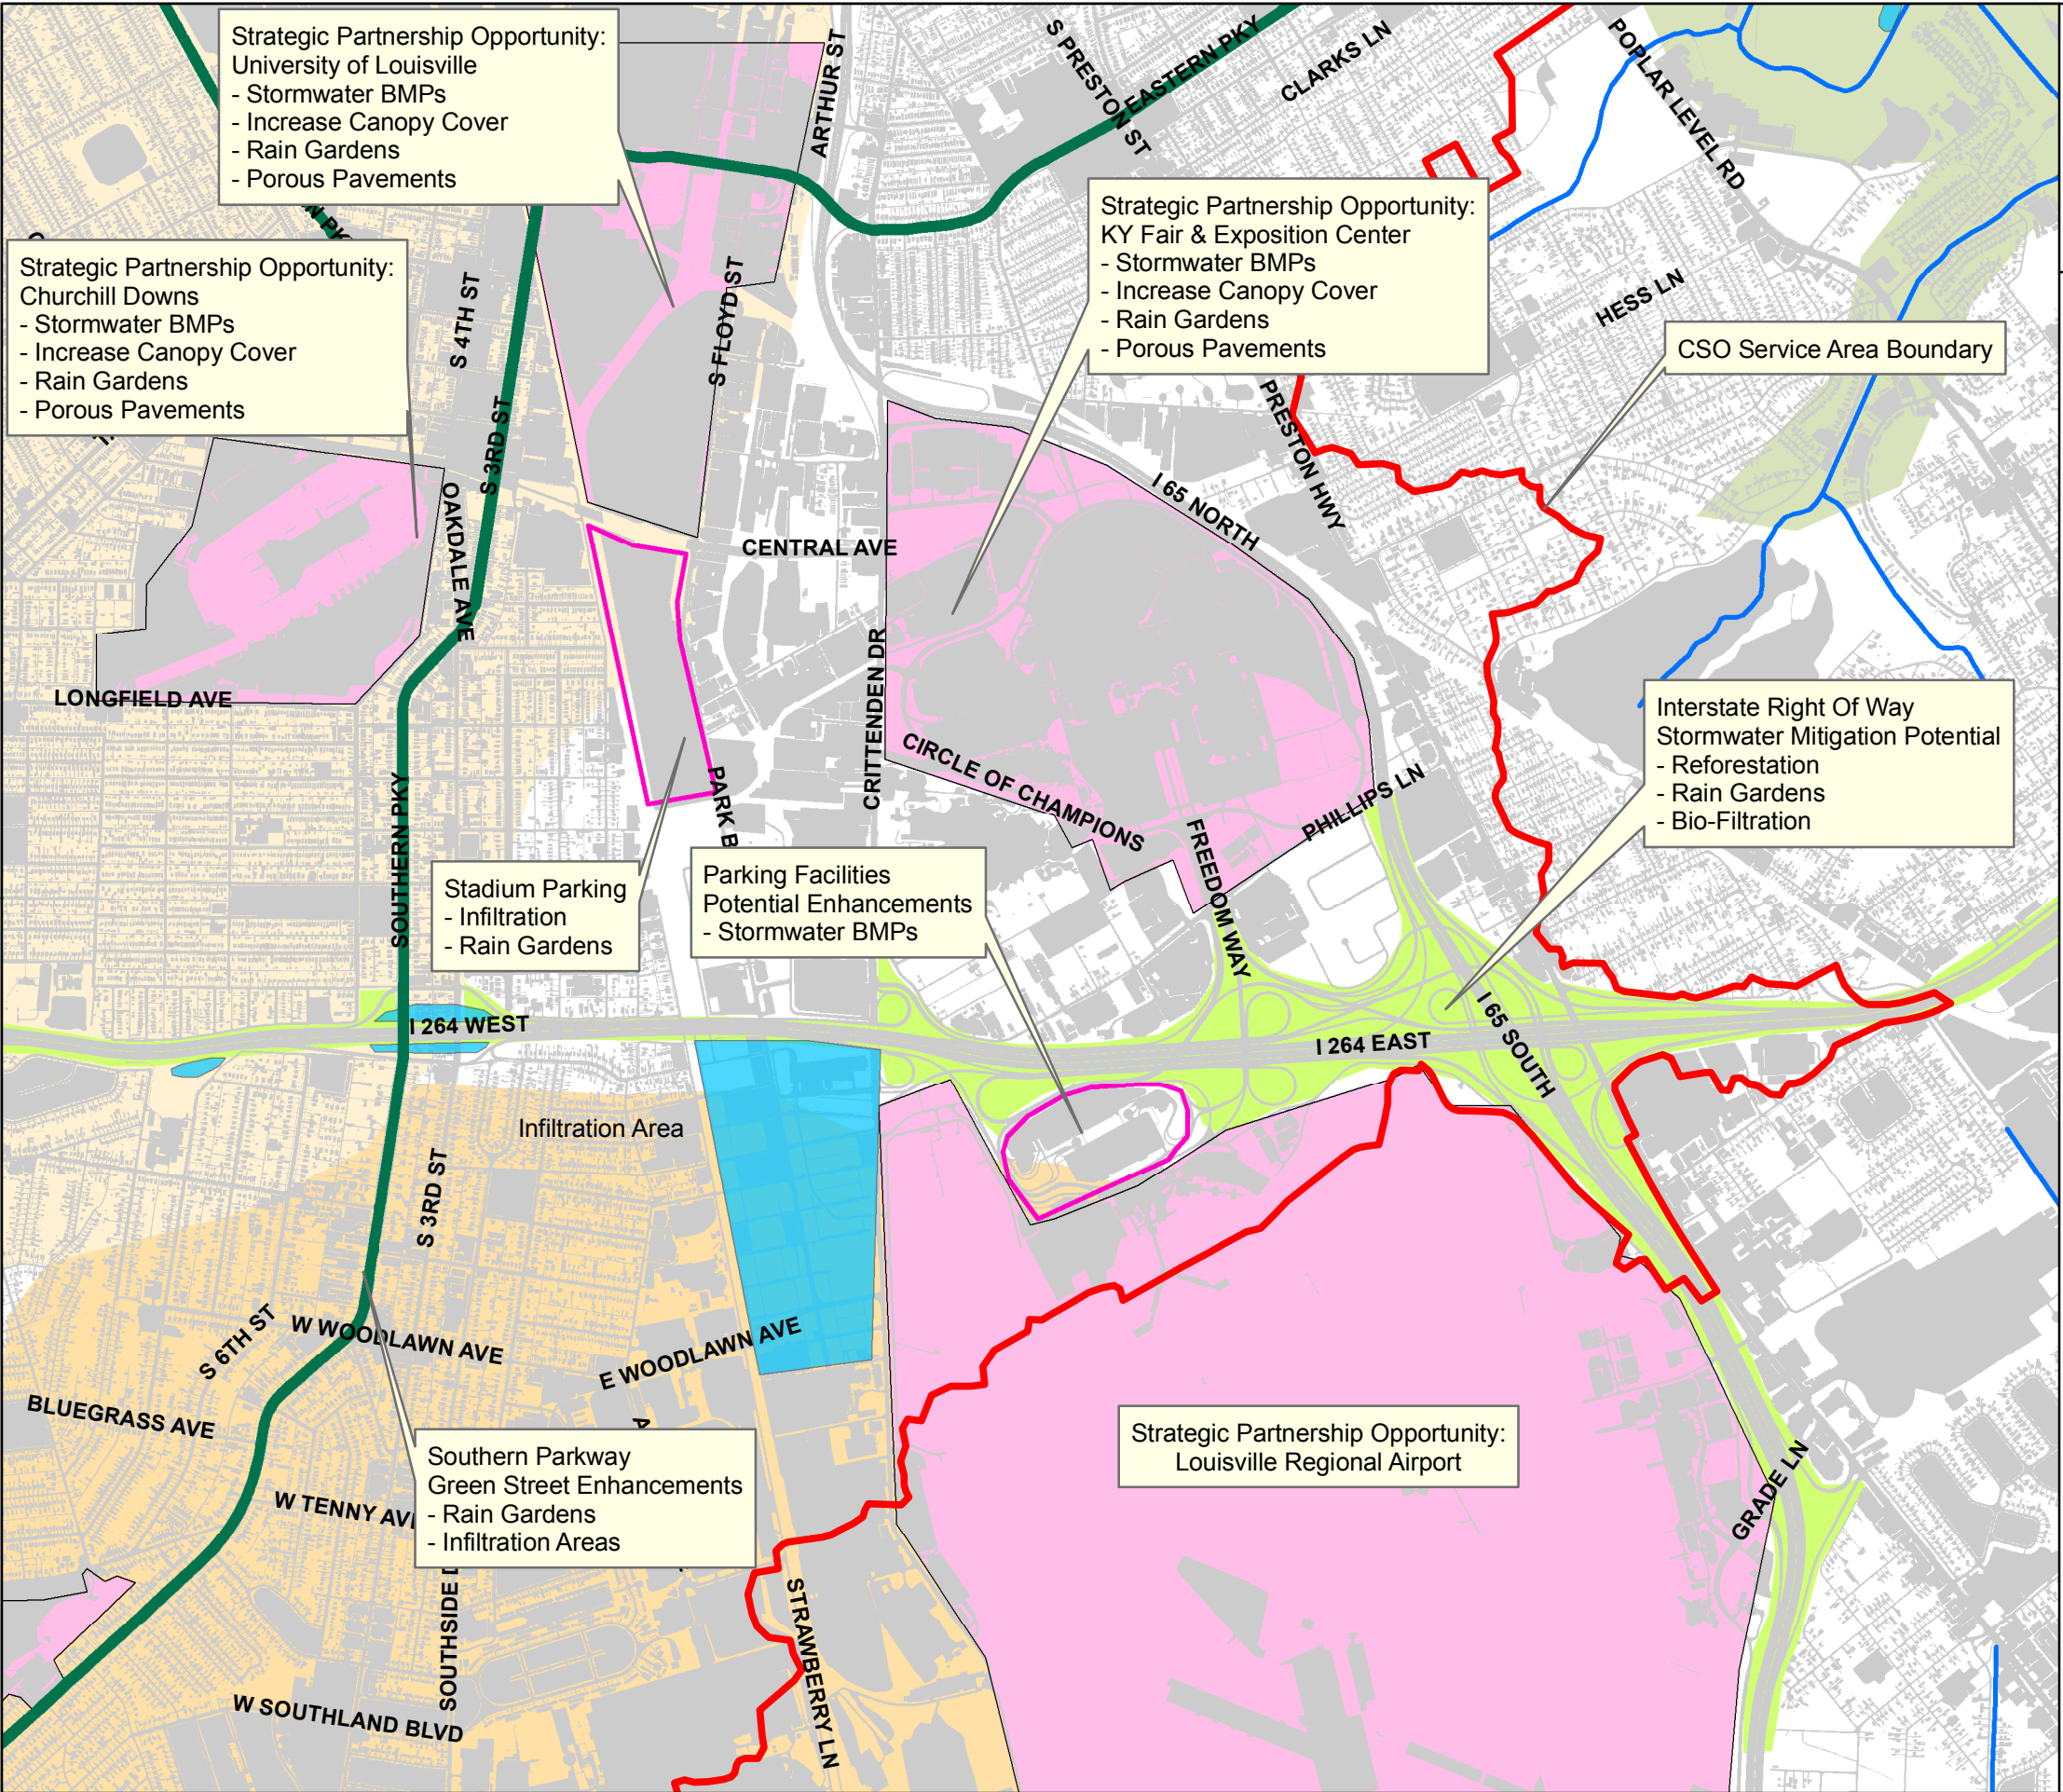 Strategic Partnership Opportunity:
University of Louisville
- Stormwater BMPs
- Increase Canopy Cover
- Rain Gardens
- Porous Pavements
ARTHUR ST
S PRESTON ST
EASTERN PKY
CLARKS LN
POPLAR LEVEL RD
Strategic Partnership Opportunity:
KY Fair & Exposition Center
- Stormwater BMPs
- Increase Canopy Cover
- Rain Gardens
- Porous Pavements
Strategic Partnership Opportunity:
Churchill Downs
- Stormwater BMPs
- Increase Canopy Cover
- Rain Gardens
- Porous Pavements
S 4TH ST
S FLOYD ST
HESS LN
CSO Service Area Boundary
S 3RD ST
OAKDALE AVE
PRESTON HWY
I 65 NORTH
CENTRAL AVE
LONGFIELD AVE
CRITTENDEN DR
CIRCLE OF CHAMPIONS
PHILLIPS LN
FREEDOM WAY
Interstate Right Of Way
Stormwater Mitigation Potential
- Reforestation
- Rain Gardens
- Bio-Filtration
SOUTHERN PKY
PARK B
Stadium Parking
- Infiltration
- Rain Gardens
Parking Facilities
Potential Enhancements
- Stormwater BMPs
I 264 WEST
I 264 EAST
I 65 SOUTH
Infiltration Area
S 3RD ST
S 6TH ST
W WOODLAWN AVE
E WOODLAWN AVE
BLUEGRASS AVE
Southern Parkway
Green Street Enhancements
- Rain Gardens
- Infiltration Areas
Strategic Partnership Opportunity:
Louisville Regional Airport
GRADE LN
W TENNY AVE
SOUTHSIDE D
STRAWBERRY LN
W SOUTHLAND BLVD